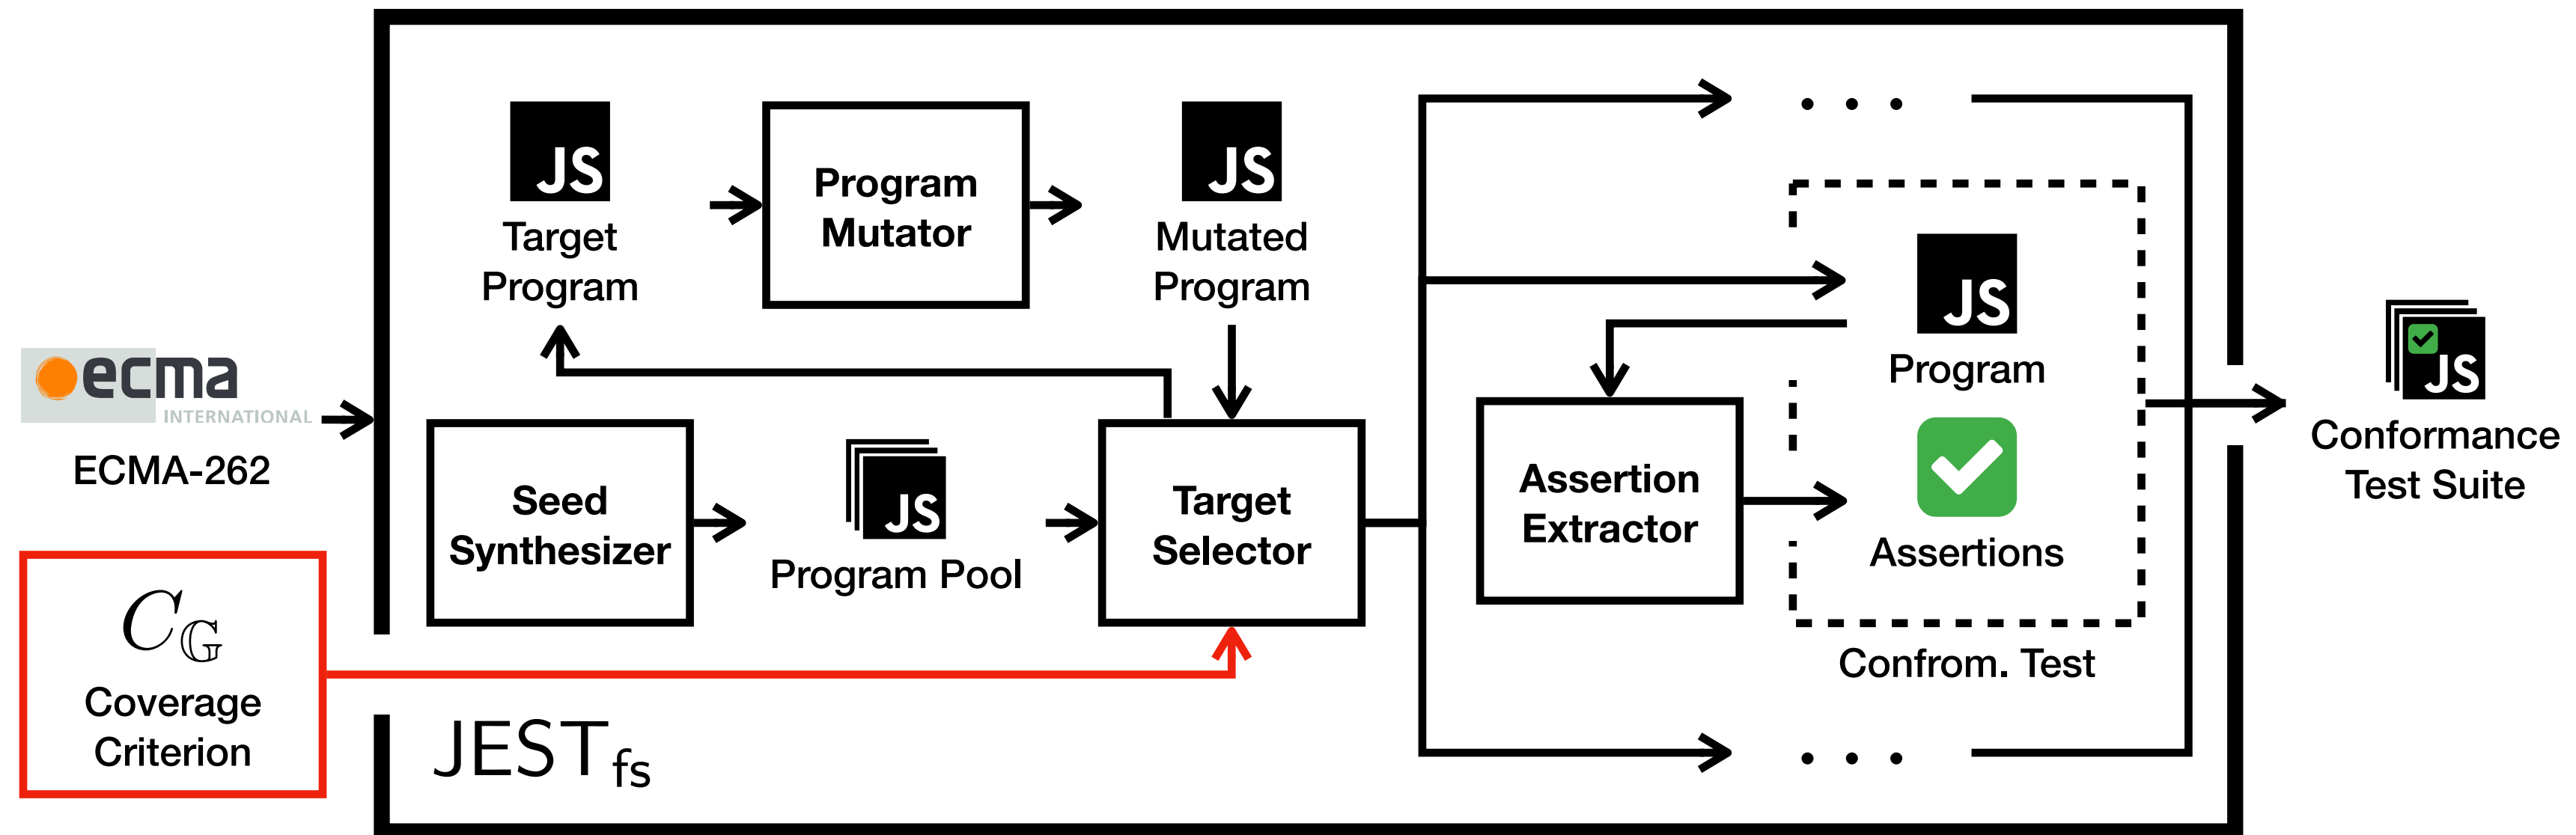 ecma
INTERNATIONAL
ECMA-262
C𝔾
Coverage
Criterion
JS
Target
Program
Program
Mutator
JS
Mutated
Program
Seed
Synthesizer
JS
Program Pool
Target
Selector
JESTfs
. . .
JS
Program
Assertion
Extractor
Assertions
Confrom. Test
. . .
JS
Conformance
Test Suite